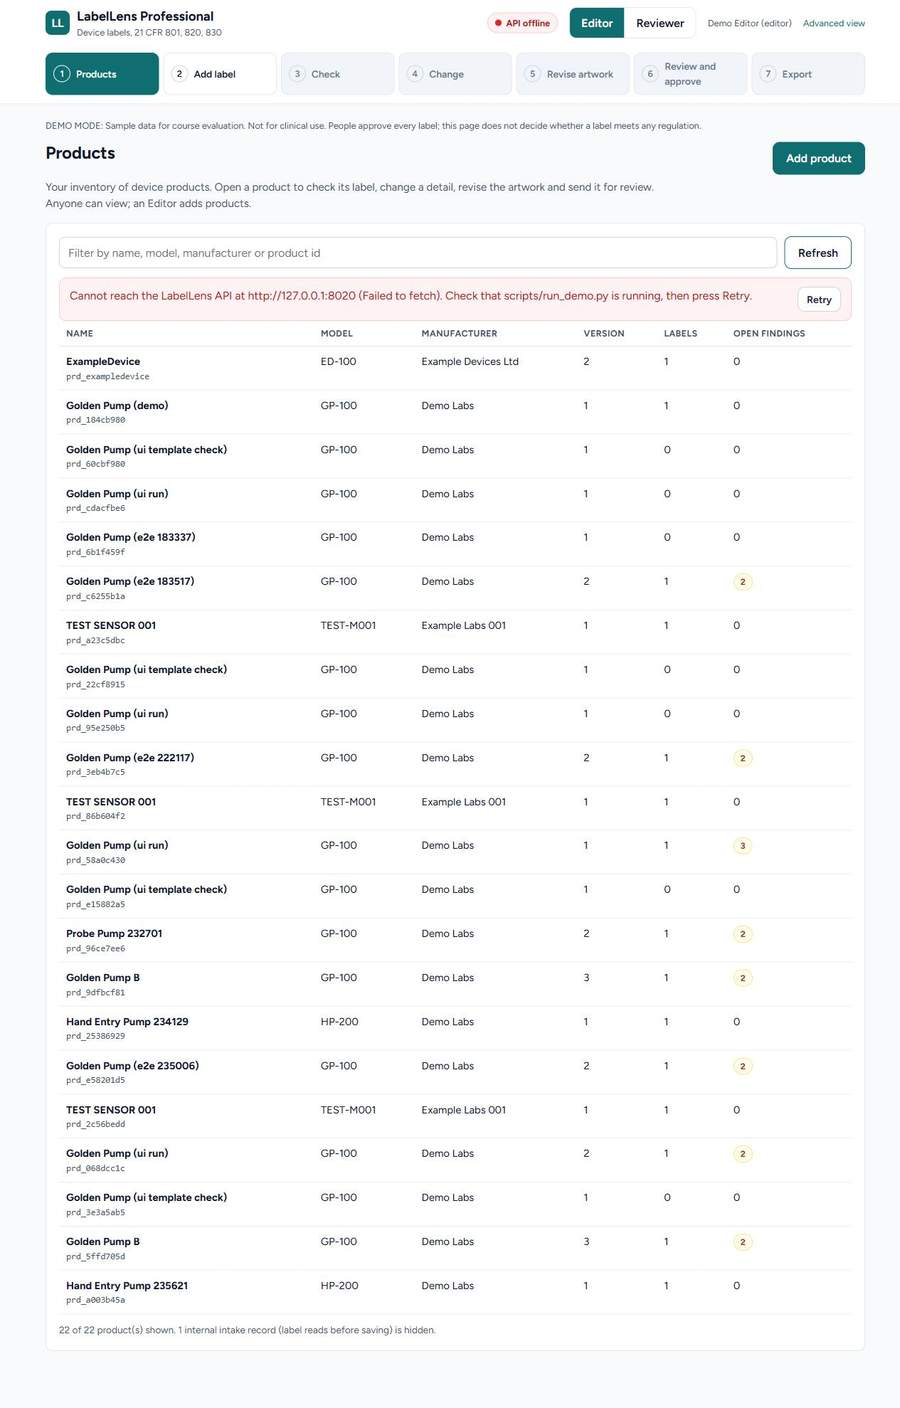 LL
LabelLens Professional
Device labels, 21 CFR 801, 820, 830
API offline
Editor
Reviewer
Demo Editor (editor)
Advanced view
1 Products
2 Add label
3 Check
4 Change
5 Revise artwork
6 Review and approve
7 Export
DEMO MODE: Sample data for course evaluation. Not for clinical use. People approve every label; this page does not decide whether a label meets any regulation.
Products
Add product
Your inventory of device products. Open a product to check its label, change a detail, revise the artwork and send it for review.
Anyone can view; an Editor adds products.
Filter by name, model, manufacturer or product id
Refresh
Cannot reach the LabelLens API at http://127.0.0.1:8020 (Failed to fetch). Check that scripts/run_demo.py is running, then press Retry.
Retry
NAME MODEL MANUFACTURER VERSION LABELS OPEN FINDINGS
ExampleDevice ED-100 Example Devices Ltd 2 1 0
prd_exampledevice
Golden Pump (demo) GP-100 Demo Labs 1 1 0
prd_184cb980
Golden Pump (ui template check) GP-100 Demo Labs 1 0 0
prd_60cbf980
Golden Pump (ui run) GP-100 Demo Labs 1 0 0
prd_cdacfbe6
Golden Pump (e2e 183337) GP-100 Demo Labs 1 0 0
prd_6b1f459f
Golden Pump (e2e 183517) GP-100 Demo Labs 2 1 2
prd_c6255b1a
TEST SENSOR 001 TEST-M001 Example Labs 001 1 1 0
prd_a23c5dbc
Golden Pump (ui template check) GP-100 Demo Labs 1 0 0
prd_22cf8915
Golden Pump (ui run) GP-100 Demo Labs 1 0 0
prd_95e250b5
Golden Pump (e2e 222117) GP-100 Demo Labs 2 1 2
prd_3eb4b7c5
TEST SENSOR 001 TEST-M001 Example Labs 001 1 1 0
prd_86b604f2
Golden Pump (ui run) GP-100 Demo Labs 1 1 3
prd_58a0c430
Golden Pump (ui template check) GP-100 Demo Labs 1 0 0
prd_e15882a5
Probe Pump 232701 GP-100 Demo Labs 2 1 2
prd_96ce7ee6
Golden Pump B GP-100 Demo Labs 3 1 2
prd_9dfbcf81
Hand Entry Pump 234129 HP-200 Demo Labs 1 1 0
prd_25386929
Golden Pump (e2e 235006) GP-100 Demo Labs 2 1 2
prd_e58201d5
TEST SENSOR 001 TEST-M001 Example Labs 001 1 1 0
prd_2c56bedd
Golden Pump (ui run) GP-100 Demo Labs 2 1 2
prd_068dcc1c
Golden Pump (ui template check) GP-100 Demo Labs 1 0 0
prd_3e3a5ab5
Golden Pump B GP-100 Demo Labs 3 1 2
prd_5ffd705d
Hand Entry Pump 235621 HP-200 Demo Labs 1 1 0
prd_a003b45a
22 of 22 product(s) shown. 1 internal intake record (label reads before saving) is hidden.